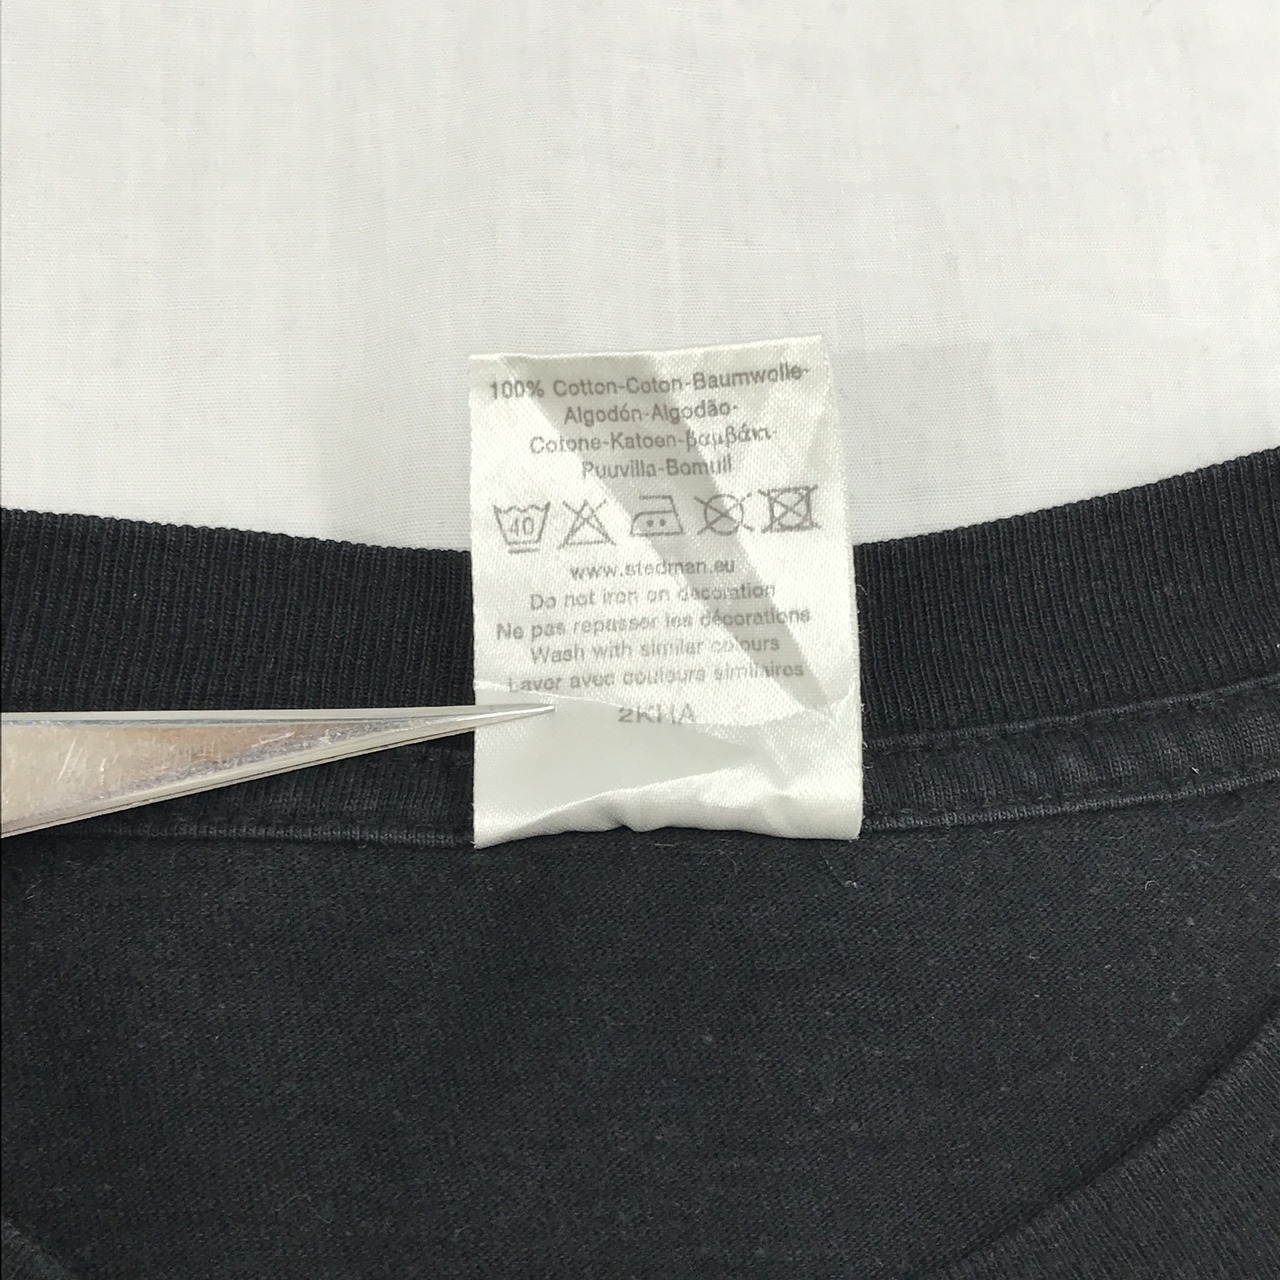 100% Cotton-Coton-Baumwolle-
Algodón-Algodão-
Cotone-Katoen-βαμβάκι-
Puuvilla-Bomull
40
www.stedman.eu
Do not iron on decoration
Ne pas repasser les décorations
Wash with similar colours
Laver avec couleurs similaires
2KHA